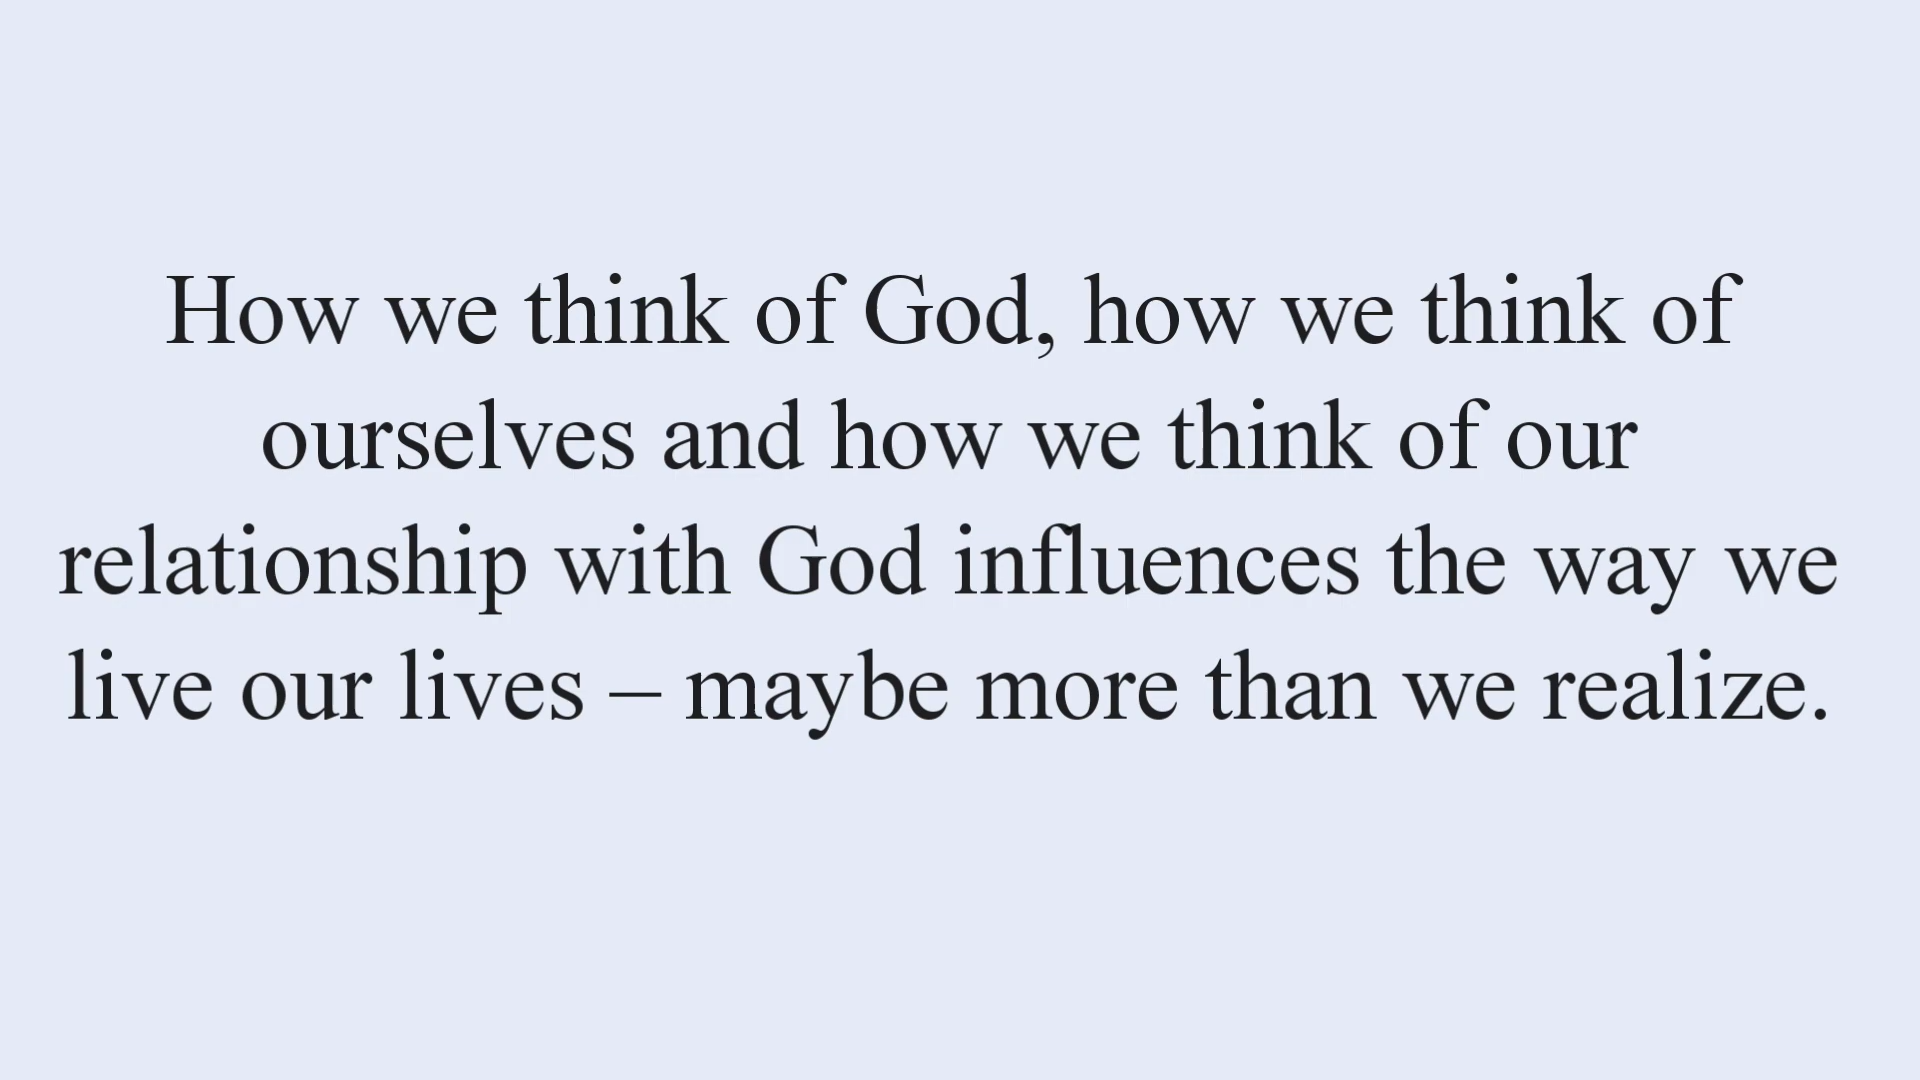 How we think of God, how we think of
ourselves and how we think of our
relationship with God influences the way we
live our lives – maybe more than we realize.